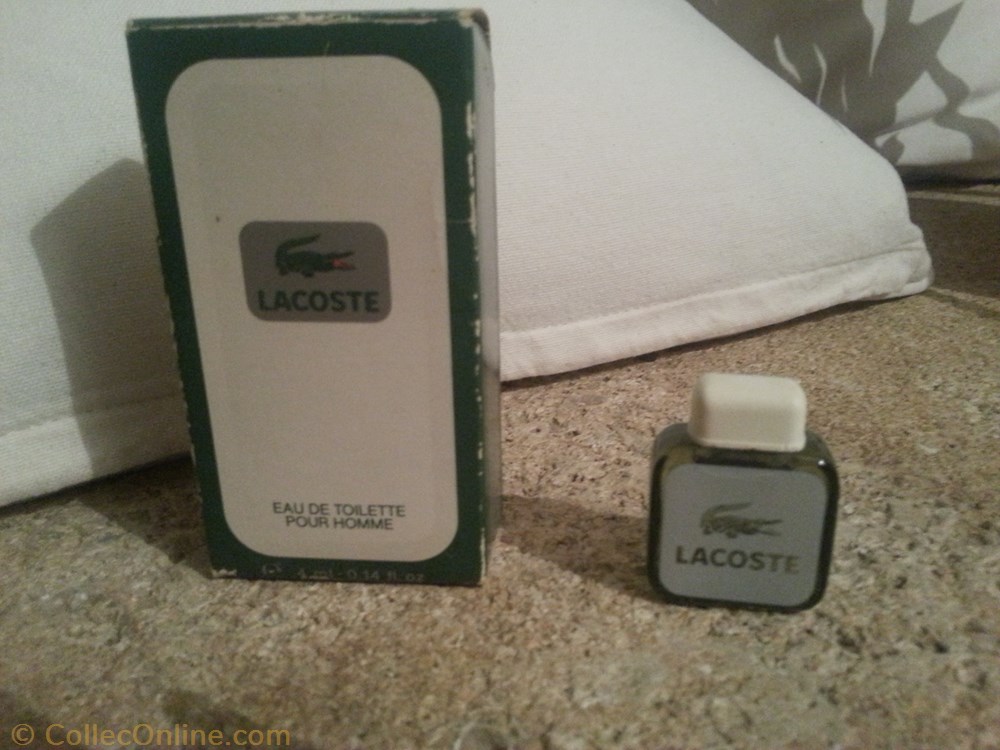 LACOSTE
EAU DE TOILETTE
POUR HOMME
4 ml - 0.14 fl. oz
LACOSTE
© CollecOnline.com